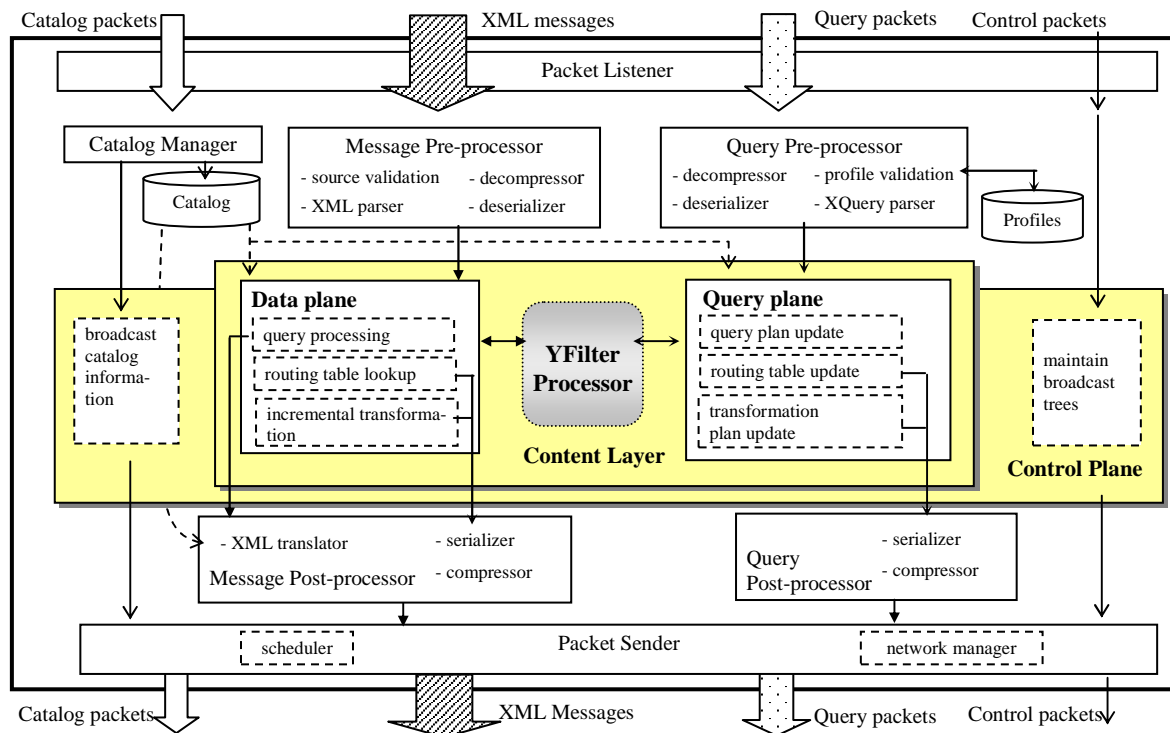 Catalog packets
XML messages
Query packets
Control packets
Packet Listener
Catalog Manager
Catalog
Message Pre-processor
- source validation
- decompressor
- XML parser
- deserializer
Query Pre-processor
- decompressor
- profile validation
- deserializer
- XQuery parser
Profiles
Data plane
query processing
routing table lookup
incremental transforma-
tion
YFilter
Processor
Query plane
query plan update
routing table update
transformation
plan update
broadcast
catalog
informa-
tion
maintain
broadcast
trees
Content Layer
Control Plane
- XML translator
- serializer
- compressor
Message Post-processor
- serializer
- compressor
Query
Post-processor
Packet Sender
scheduler
network manager
Catalog packets
XML Messages
Query packets
Control packets